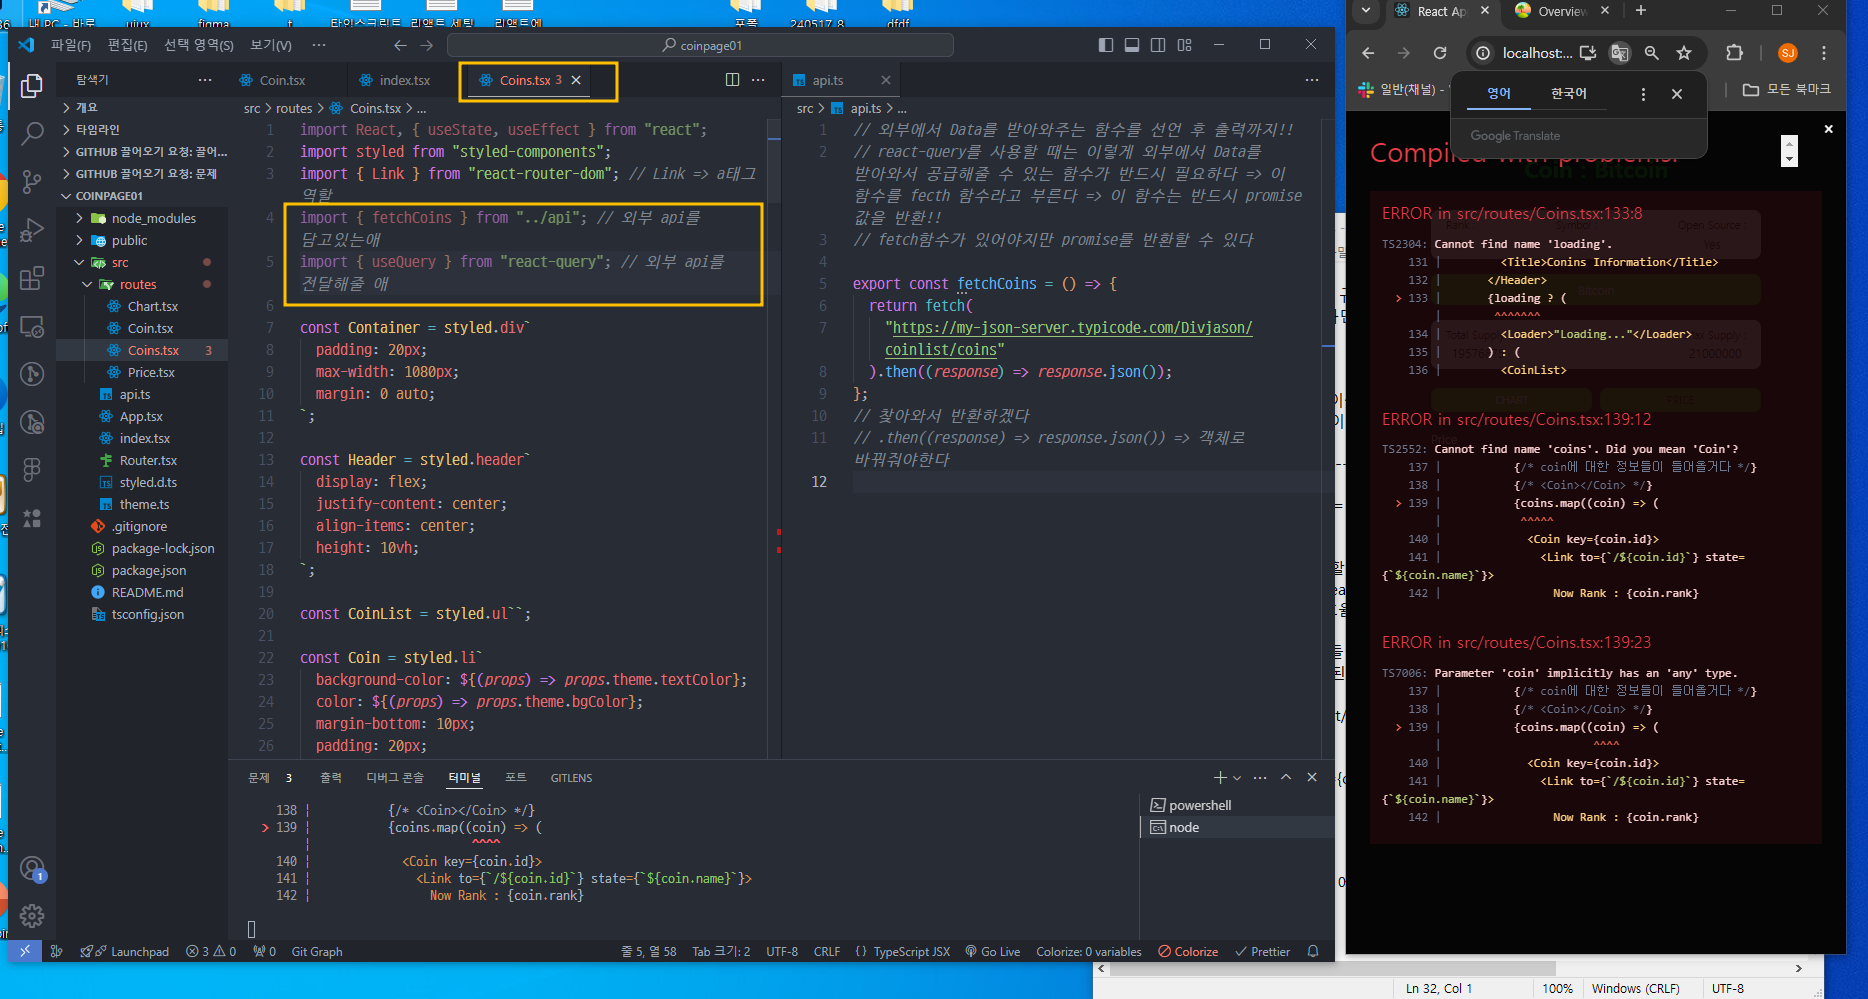 내 PC - 바로
uiux
figma
t
타입스크립트
리액트 세팅
리액트에
포폴
240517_8
dfdf
파일(F)
편집(E)
선택 영역(S)
보기(V)
···
coinpage01
탐색기
···
Coin.tsx
index.tsx
Coins.tsx 3
api.ts
src > routes > Coins.tsx > ...
src > api.ts > ...
개요
타임라인
GITHUB 끌어오기 요청: 끌어...
GITHUB 끌어오기 요청: 문제
COINPAGE01
node_modules
public
src
routes
Chart.tsx
Coin.tsx
Coins.tsx 3
Price.tsx
api.ts
App.tsx
index.tsx
Router.tsx
styled.d.ts
theme.ts
.gitignore
package-lock.json
package.json
README.md
tsconfig.json
1 import React, { useState, useEffect } from "react";
2 import styled from "styled-components";
3 import { Link } from "react-router-dom"; // Link => a태그
역할
4 import { fetchCoins } from "../api"; // 외부 api를
담고있는애
5 import { useQuery } from "react-query"; // 외부 api를
전달해줄 애
6
7 const Container = styled.div`
8 padding: 20px;
9 max-width: 1080px;
10 margin: 0 auto;
11 `;
12
13 const Header = styled.header`
14 display: flex;
15 justify-content: center;
16 align-items: center;
17 height: 10vh;
18 `;
19
20 const CoinList = styled.ul``;
21
22 const Coin = styled.li`
23 background-color: ${(props) => props.theme.textColor};
24 color: ${(props) => props.theme.bgColor};
25 margin-bottom: 10px;
26 padding: 20px;
1 // 외부에서 Data를 받아와주는 함수를 선언 후 출력까지!!
2 // react-query를 사용할 때는 이렇게 외부에서 Data를
받아와서 공급해줄 수 있는 함수가 반드시 필요하다 => 이
함수를 fecth 함수라고 부른다 => 이 함수는 반드시 promise
값을 반환!!
3 // fetch함수가 있어야지만 promise를 반환할 수 있다
4
5 export const fetchCoins = () => {
6 return fetch(
7 "https://my-json-server.typicode.com/Divjason/
coinlist/coins"
8 ).then((response) => response.json());
9 };
10 // 찾아와서 반환하겠다
11 // .then((response) => response.json()) => 객체로
바꿔줘야한다
12
문제 3
출력
디버그 콘솔
터미널
포트
GITLENS
138 | {/* <Coin></Coin> */}
> 139 | {coins.map((coin) => (
| ^^^^
140 | <Coin key={coin.id}>
141 | <Link to={`/${coin.id}`} state={`${coin.name}`}>
142 | Now Rank : {coin.rank}
powershell
node
1
Launchpad
3 0
0
Git Graph
줄 5, 열 58
Tab 크기: 2
UTF-8
CRLF
{ } TypeScript JSX
Go Live
Colorize: 0 variables
Colorize
Prettier
React Ap
Overview
localhost:...
SJ
일반(채널) -
모든 북마크
영어
한국어
Google Translate
Compiled with problems:
Coin : Bitcoin
ERROR in src/routes/Coins.tsx:133:8
Rank
Symbol
Open Source
Yes
TS2304: Cannot find name 'loading'.
131 | <Title>Conins Information</Title>
132 | </Header>
> 133 | {loading ? (
| ^^^^^^^
134 | <Loader>"Loading..."</Loader>
135 | ) : (
136 | <CoinList>
Bitcoin
Total Supply
19576
21000000
CHART
PRICE
ERROR in src/routes/Coins.tsx:139:12
Price
TS2552: Cannot find name 'coins'. Did you mean 'Coin'?
137 | {/* coin에 대한 정보들이 들어올거다 */}
138 | {/* <Coin></Coin> */}
> 139 | {coins.map((coin) => (
| ^^^^^
140 | <Coin key={coin.id}>
141 | <Link to={`/${coin.id}`} state=
{`${coin.name}`}>
142 | Now Rank : {coin.rank}
ERROR in src/routes/Coins.tsx:139:23
TS7006: Parameter 'coin' implicitly has an 'any' type.
137 | {/* coin에 대한 정보들이 들어올거다 */}
138 | {/* <Coin></Coin> */}
> 139 | {coins.map((coin) => (
| ^^^^
140 | <Coin key={coin.id}>
141 | <Link to={`/${coin.id}`} state=
{`${coin.name}`}>
142 | Now Rank : {coin.rank}
Ln 32, Col 1
100%
Windows (CRLF)
UTF-8